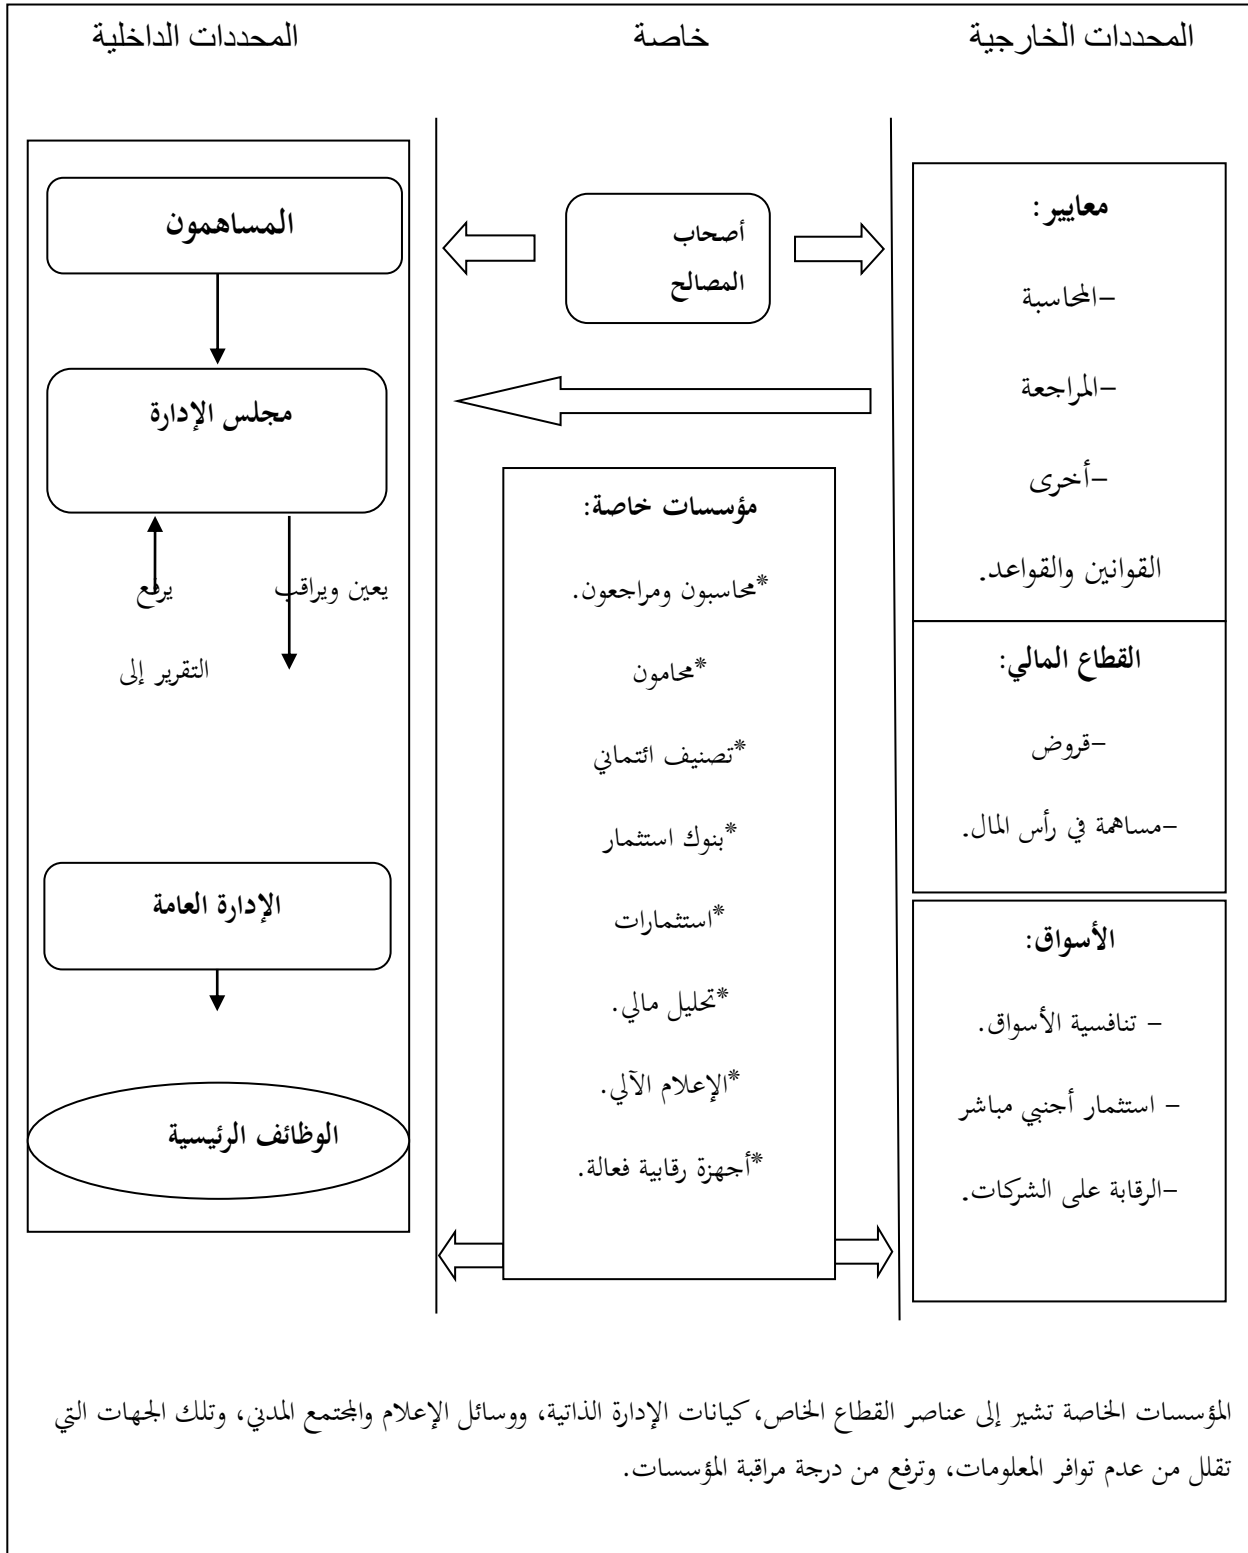 المحددات الخارجية
خاصة
المحددات الداخلية
معايير:
-المحاسبة
-المراجعة
-أخرى
القوانين والقواعد.
القطاع المالي:
-قروض
-مساهمة في رأس المال.
الأسواق:
- تنافسية الأسواق.
- استثمار أجنبي مباشر
-الرقابة على الشركات.
أصحاب
المصالح
مؤسسات خاصة:
*محاسبون ومراجعون.
*محامون
*تصنيف ائتماني
*بنوك استثمار
*استثمارات
*تحليل مالي.
*الإعلام الآلي.
*أجهزة رقابية فعالة.
المساهمون
مجلس الإدارة
يعين ويراقب
يرفع
التقرير إلى
الإدارة العامة
الوظائف الرئيسية
المؤسسات الخاصة تشير إلى عناصر القطاع الخاص، كيانات الإدارة الذاتية، ووسائل الإعلام والمجتمع المدني، وتلك الجهات التي
تقلل من عدم توافر المعلومات، وترفع من درجة مراقبة المؤسسات.